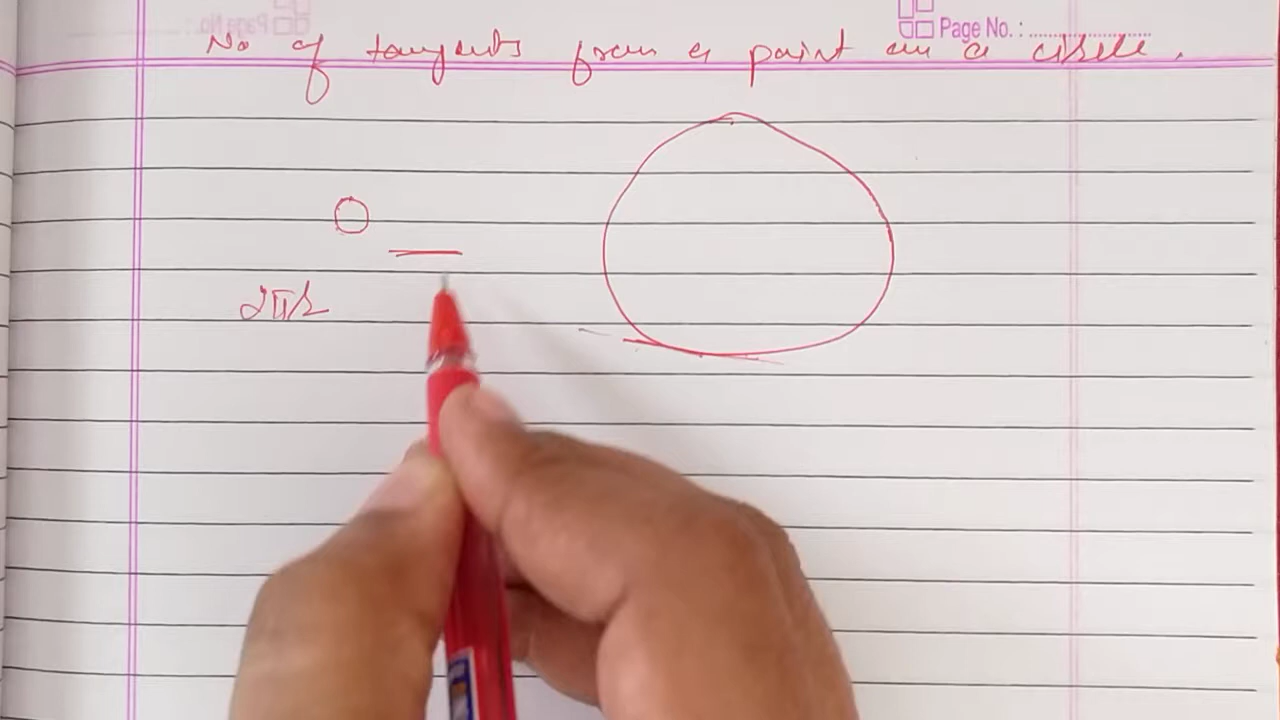 Page No. :
No of tangents from a point on a circle.
2πr